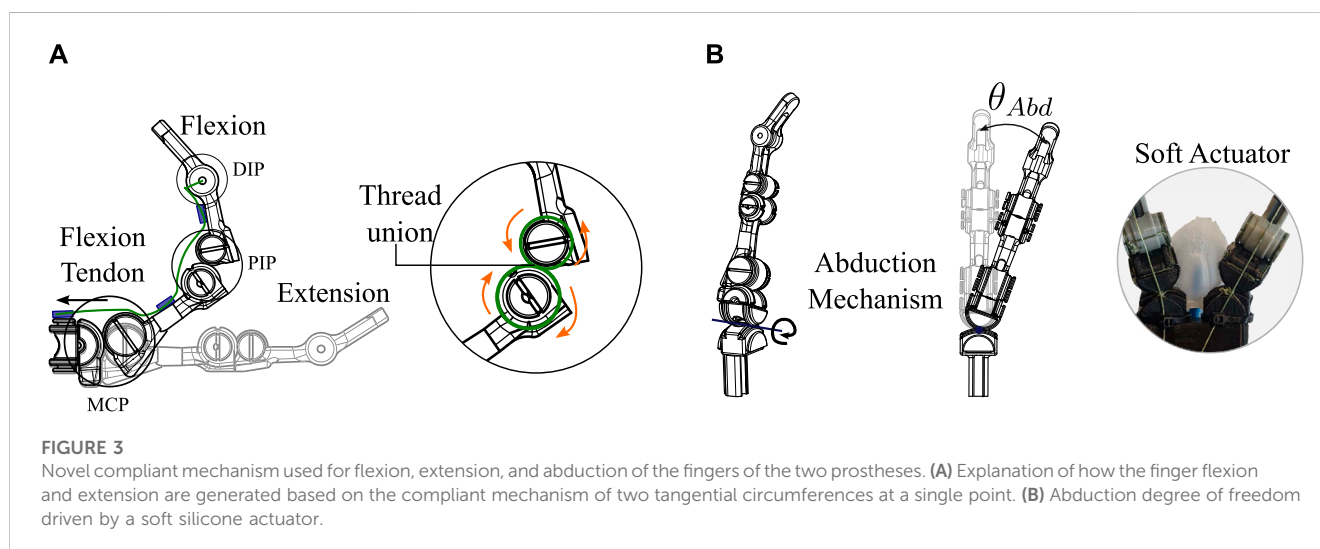 A
Flexion
DIP
Flexion
Tendon
PIP
Extension
MCP
Thread
union
B
θ Abd
Abduction
Mechanism
Soft Actuator
FIGURE 3
Novel compliant mechanism used for flexion, extension, and abduction of the fingers of the two prostheses. (A) Explanation of how the finger flexion
and extension are generated based on the compliant mechanism of two tangential circumferences at a single point. (B) Abduction degree of freedom
driven by a soft silicone actuator.